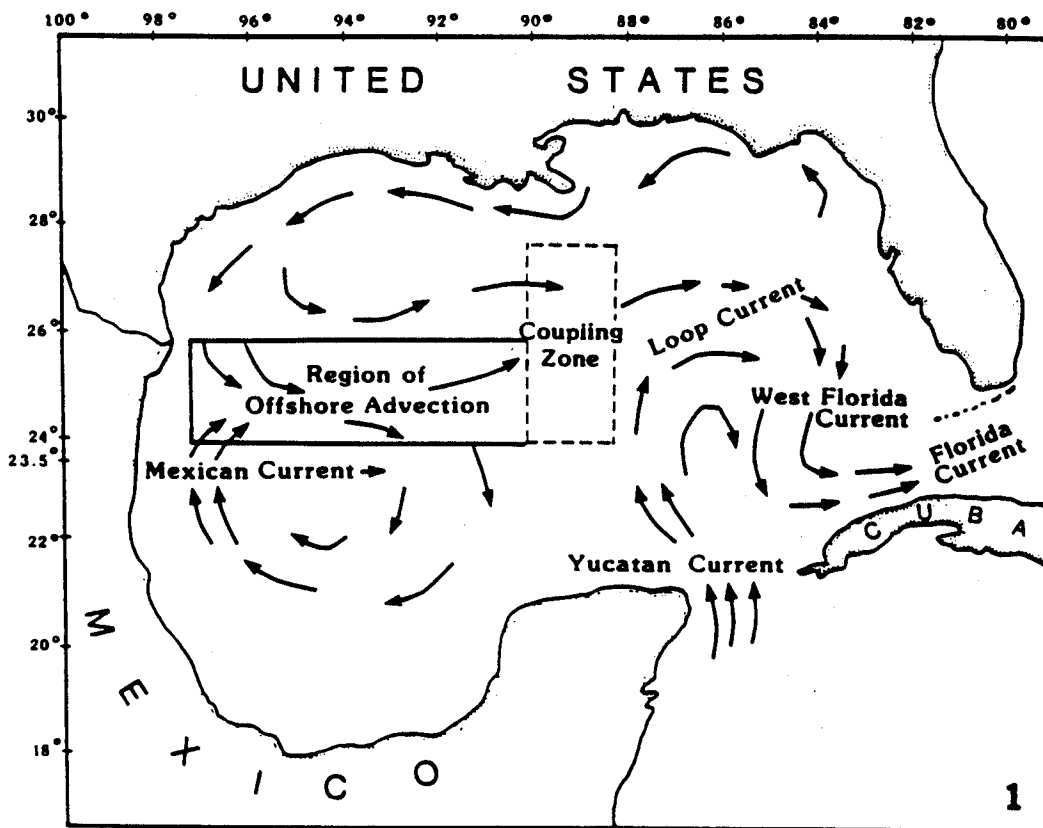 100° 98° 96° 94° 92° 90° 88° 86° 84° 82° 80°
UNITED STATES
30°
28°
26°
24°
23.5°
22°
20°
18°
Loop Current
Coupling
Zone
Region of
Offshore Advection
West Florida
Current
Florida
Current
Mexican Current
Yucatan Current
CUBA
MEXICO
1